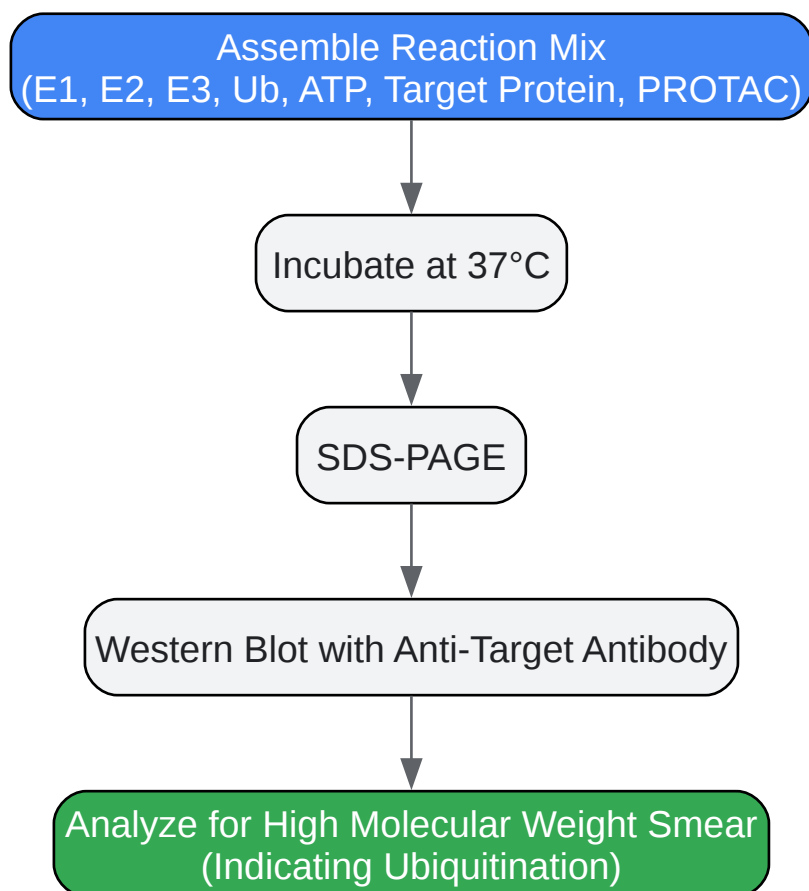 Assemble Reaction Mix
(E1, E2, E3, Ub, ATP, Target Protein, PROTAC)
Incubate at 37°C
SDS-PAGE
Western Blot with Anti-Target Antibody
Analyze for High Molecular Weight Smear
(Indicating Ubiquitination)